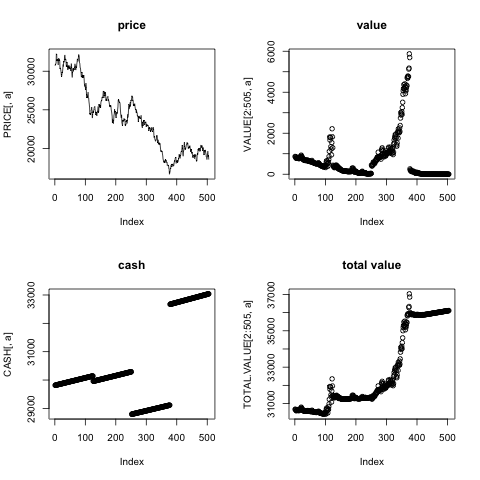 price
PRICE[, a]
20000 25000 30000
0 100 200 300 400 500
Index
value
VALUE[2:505, a]
0 2000 4000 6000
0 100 200 300 400 500
Index
cash
CASH[, a]
29000 31000 33000
0 100 200 300 400 500
Index
total value
TOTAL.VALUE[2:505, a]
31000 33000 35000 37000
0 100 200 300 400 500
Index